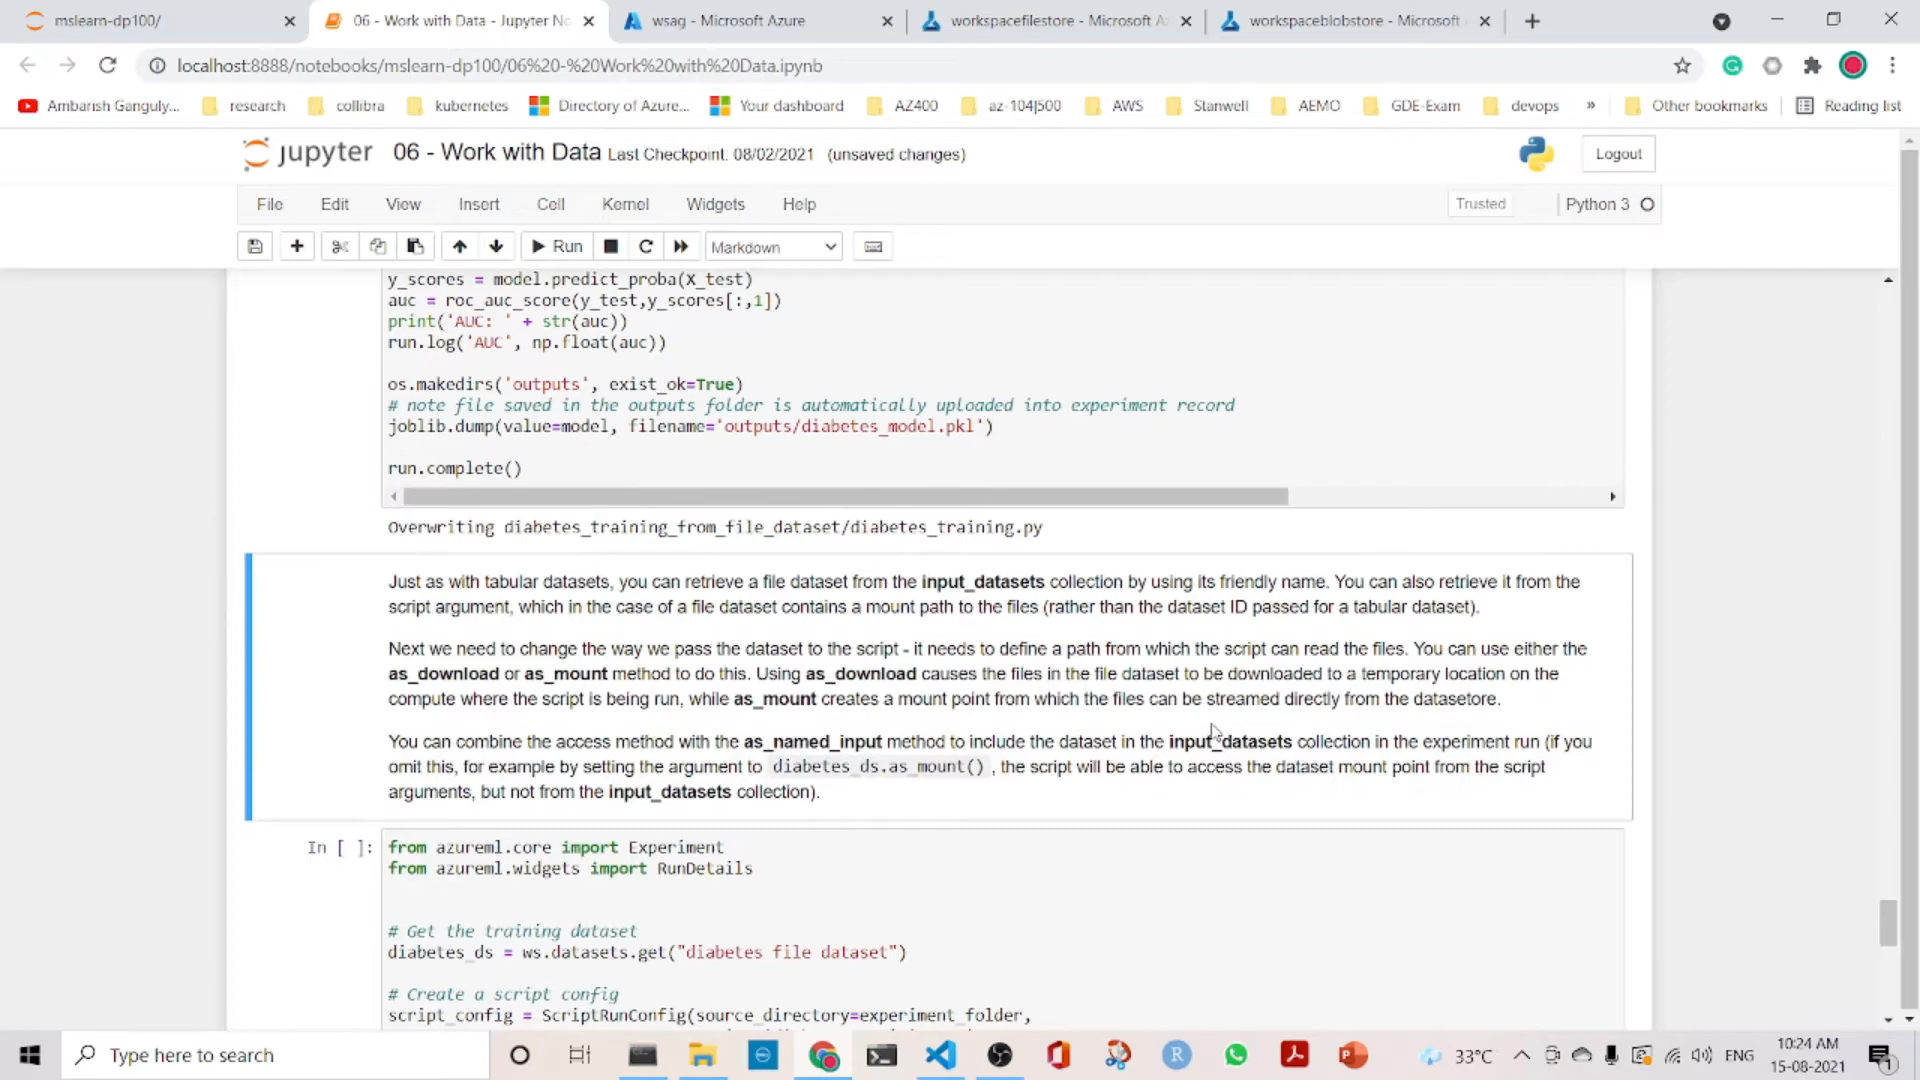 mslearn-dp100/
06 - Work with Data - Jupyter No
wsag - Microsoft Azure
workspacefilestore - Microsoft Az
workspaceblobstore - Microsoft
localhost:8888/notebooks/mslearn-dp100/06%20-%20Work%20with%20Data.ipynb
Ambarish Ganguly...
research
collibra
kubernetes
Directory of Azure...
Your dashboard
AZ400
az-104|500
AWS
Stanwell
AEMO
GDE-Exam
devops
»
Other bookmarks
Reading list
jupyter 06 - Work with Data Last Checkpoint: 08/02/2021 (unsaved changes)
Logout
File Edit View Insert Cell Kernel Widgets Help
Trusted
Python 3
Run
Markdown
y_scores = model.predict_proba(X_test)
auc = roc_auc_score(y_test,y_scores[:,1])
print('AUC: ' + str(auc))
run.log('AUC', np.float(auc))
os.makedirs('outputs', exist_ok=True)
# note file saved in the outputs folder is automatically uploaded into experiment record
joblib.dump(value=model, filename='outputs/diabetes_model.pkl')
run.complete()
Overwriting diabetes_training_from_file_dataset/diabetes_training.py
Just as with tabular datasets, you can retrieve a file dataset from the input_datasets collection by using its friendly name. You can also retrieve it from the
script argument, which in the case of a file dataset contains a mount path to the files (rather than the dataset ID passed for a tabular dataset).
Next we need to change the way we pass the dataset to the script - it needs to define a path from which the script can read the files. You can use either the
as_download or as_mount method to do this. Using as_download causes the files in the file dataset to be downloaded to a temporary location on the
compute where the script is being run, while as_mount creates a mount point from which the files can be streamed directly from the datasetore.
You can combine the access method with the as_named_input method to include the dataset in the input_datasets collection in the experiment run (if you
omit this, for example by setting the argument to diabetes_ds.as_mount() , the script will be able to access the dataset mount point from the script
arguments, but not from the input_datasets collection).
In [ ]:
from azureml.core import Experiment
from azureml.widgets import RunDetails
# Get the training dataset
diabetes_ds = ws.datasets.get("diabetes file dataset")
# Create a script config
script_config = ScriptRunConfig(source_directory=experiment_folder,
Type here to search
33°C
ENG
10:24 AM
15-08-2021
1